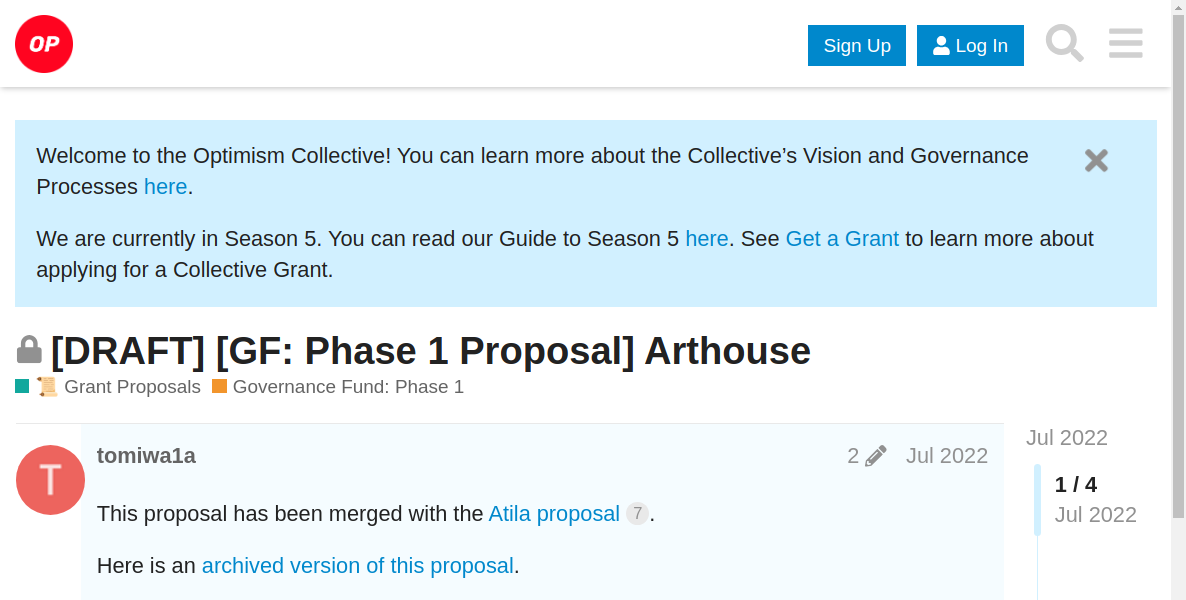 OP
Sign Up
Log In
Welcome to the Optimism Collective! You can learn more about the Collective’s Vision and Governance
Processes here.
We are currently in Season 5. You can read our Guide to Season 5 here. See Get a Grant to learn more about
applying for a Collective Grant.
[DRAFT] [GF: Phase 1 Proposal] Arthouse
📜 Grant Proposals Governance Fund: Phase 1
T
tomiwa1a
2
Jul 2022
This proposal has been merged with the Atila proposal 7 .
Here is an archived version of this proposal.
Jul 2022
1 / 4
Jul 2022